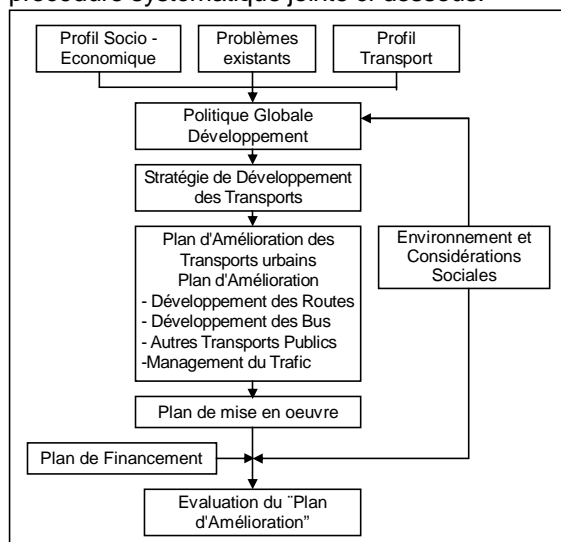 procédure systématique jointe ci-dessous.
Profil Socio -
Economique
Problèmes
existants
Profil
Transport
Politique Globale
Développement
Stratégie de Développement
des Transports
Plan d'Amélioration des
Transports urbains
Plan d'Amélioration
- Développement des Routes
- Développement des Bus
- Autres Transports Publics
-Management du Trafic
Environnement et
Considérations
Sociales
Plan de mise en oeuvre
Plan de Financement
Evaluation du ¨Plan
d'Amélioration”